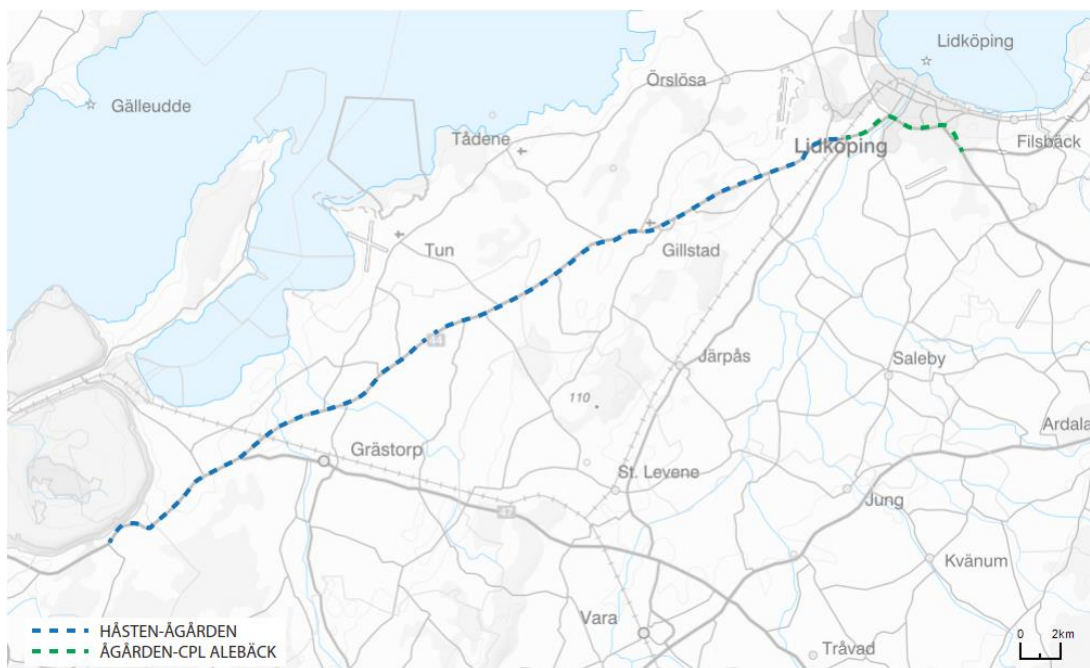 Lidköping
Gälleudde
Örslösa
Tådene
Lidköping
Filsbäck
Tun
Gillstad
44
Järpås
Saleby
110
Ardala
Grästorp
St. Levene
47
Jung
Kvänum
Vara
Tråvad
HÅSTEN-ÅGÅRDEN
ÅGÅRDEN-CPL ALEBÄCK
0 2km